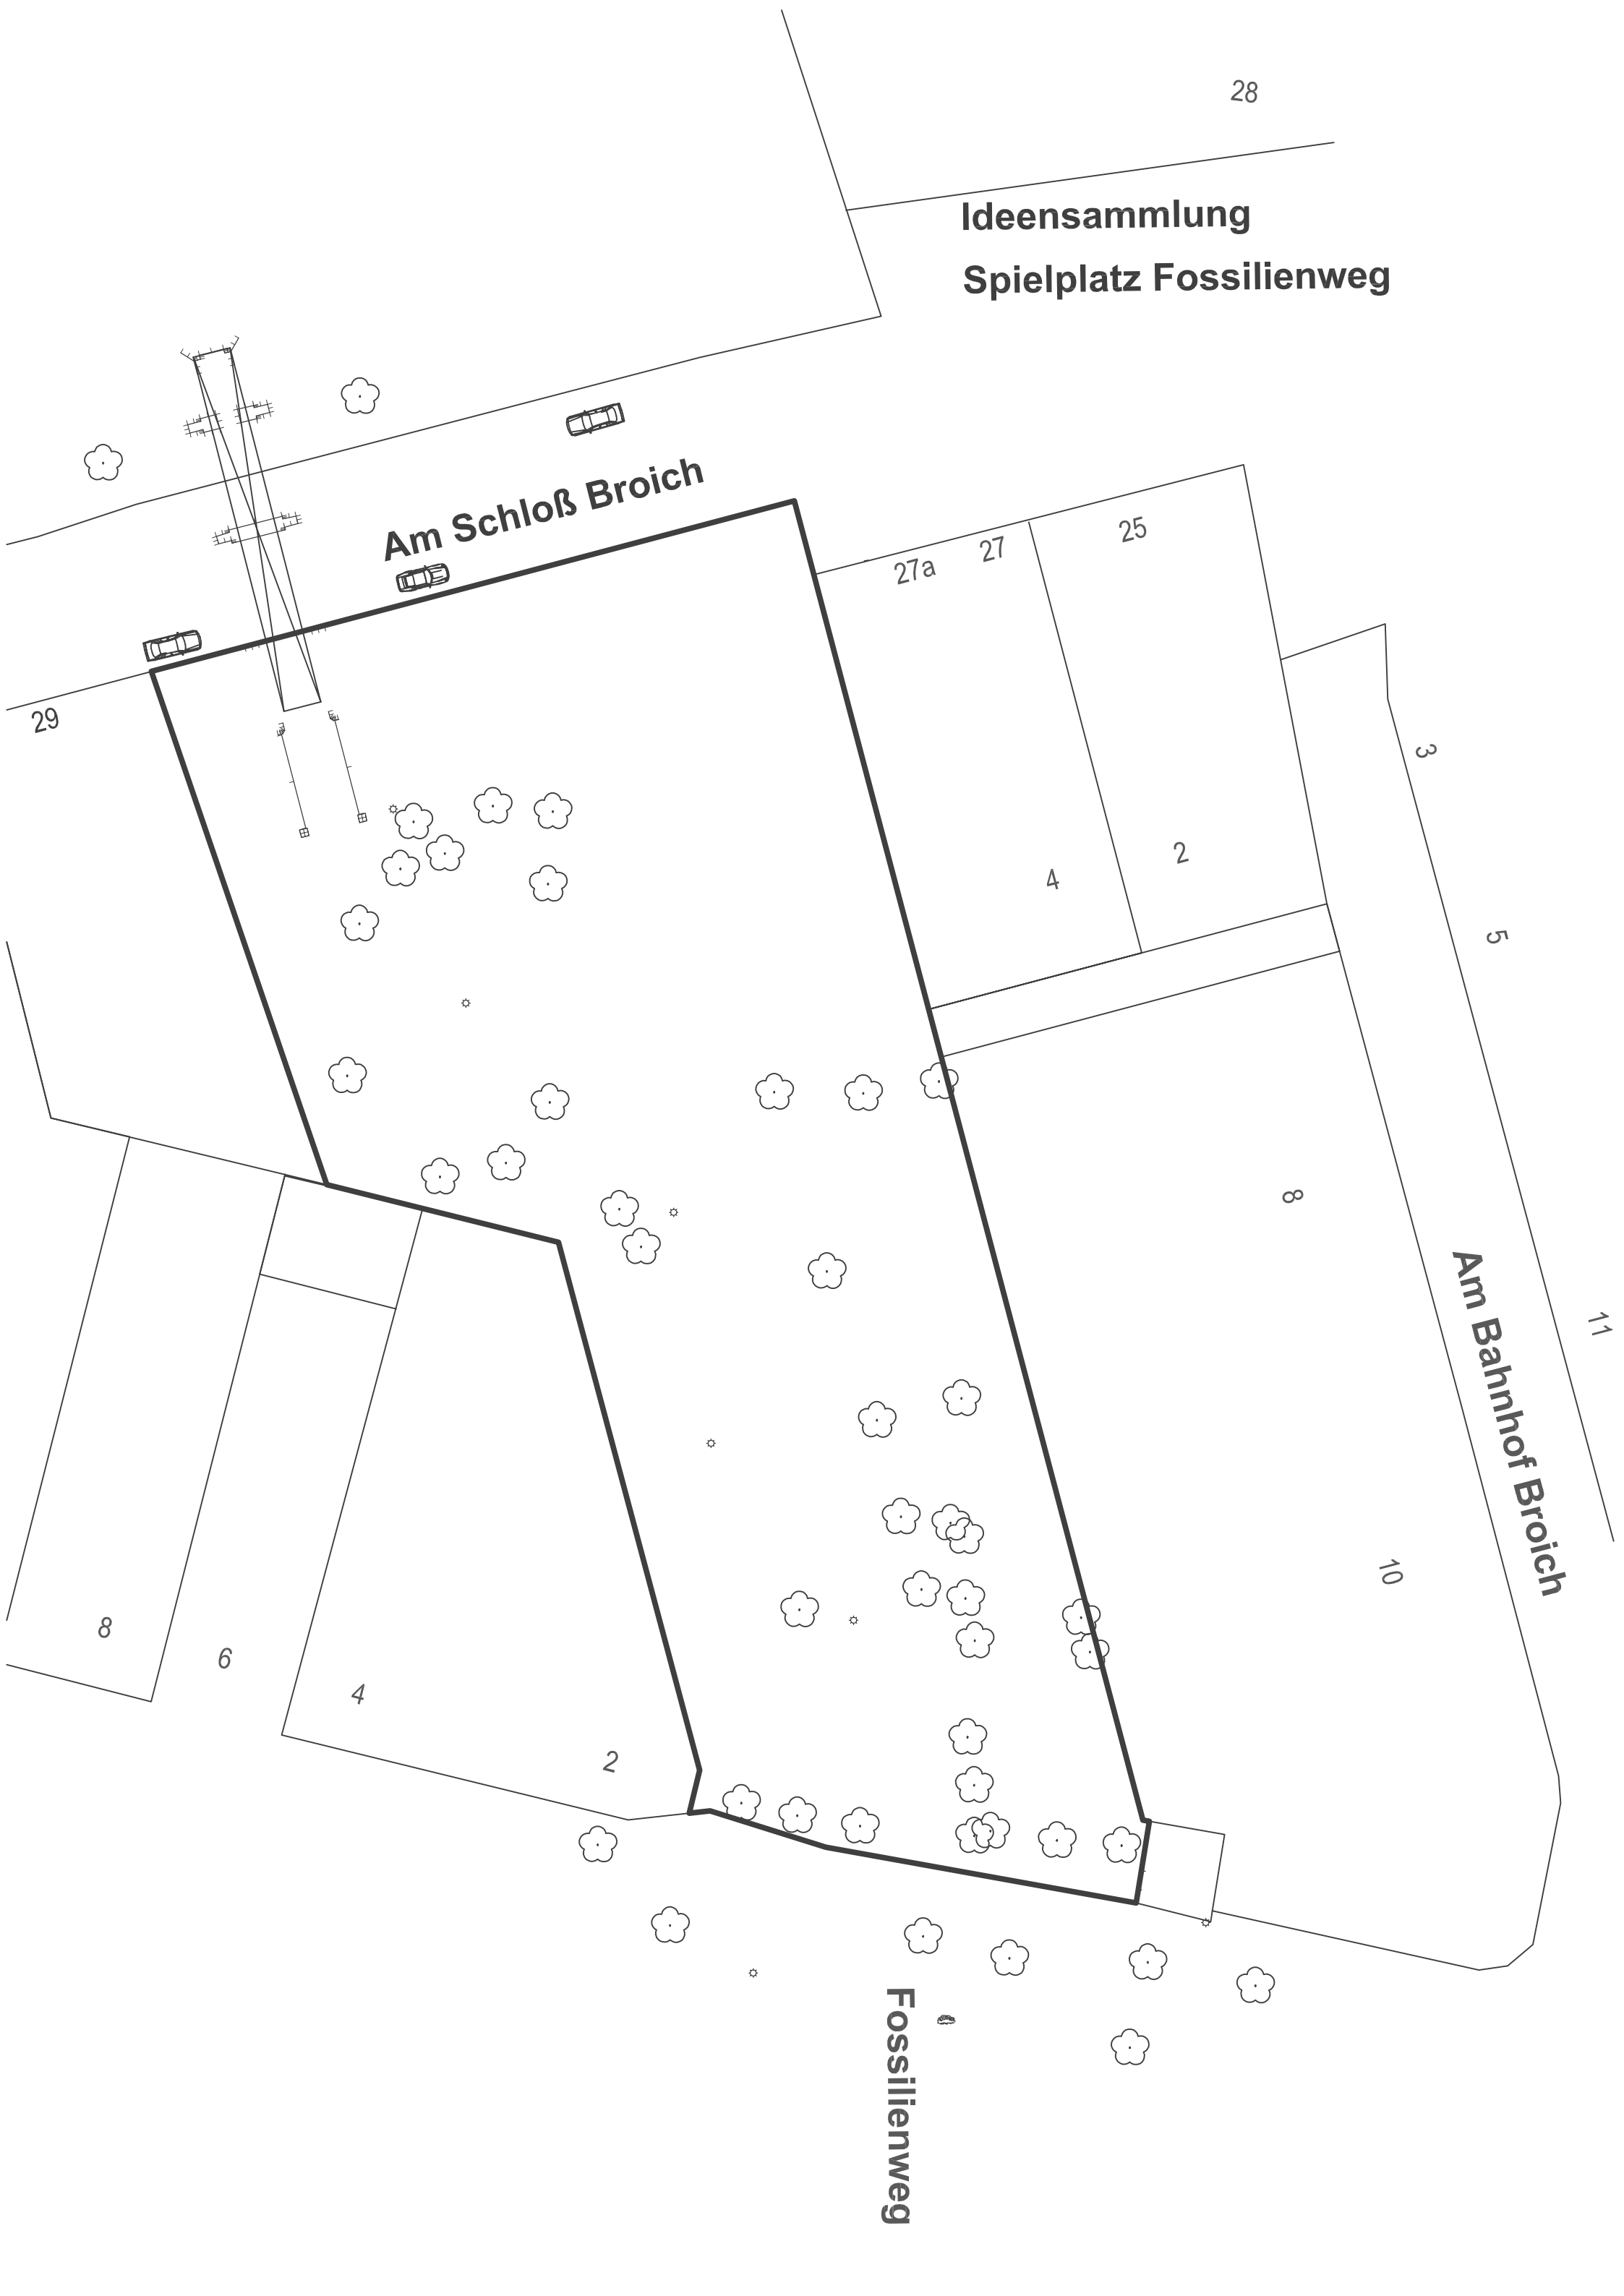 28
Ideensammlung
Spielplatz Fossilienweg
Am Schloß Broich
27a
27
25
29
3
5
4
2
8
11
Am Bahnhof Broich
10
8
6
4
2
Fossilienweg